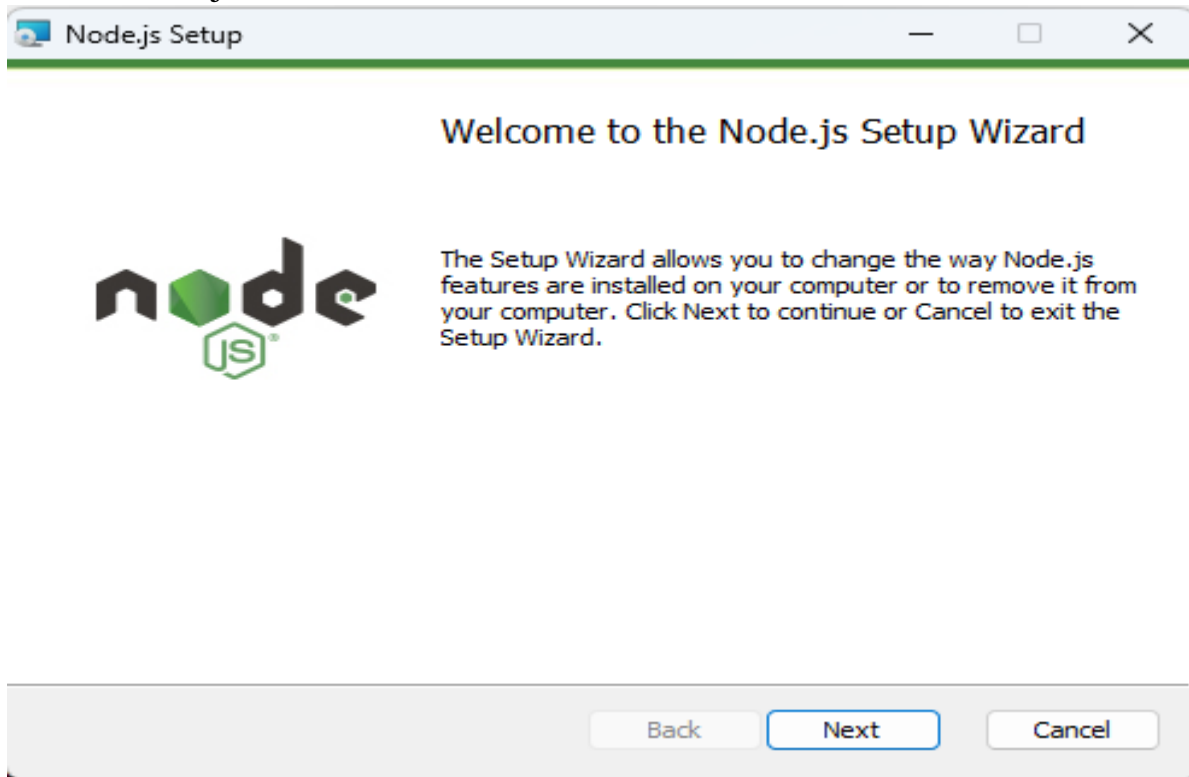 Node.js Setup
Welcome to the Node.js Setup Wizard
The Setup Wizard allows you to change the way Node.js
features are installed on your computer or to remove it from
your computer. Click Next to continue or Cancel to exit the
Setup Wizard.
node
JS
Back
Next
Cancel